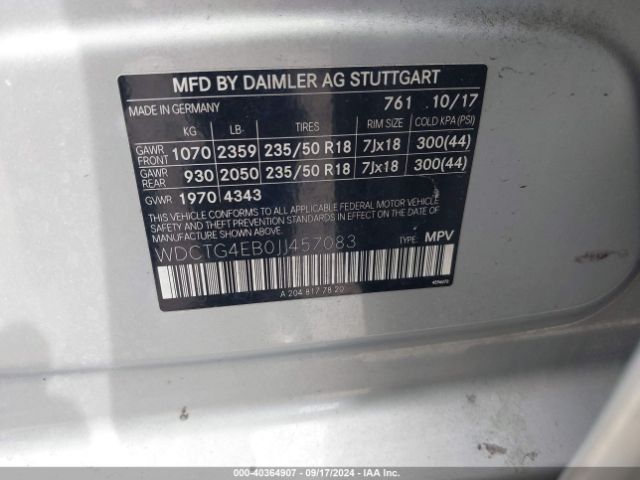 MFD BY DAIMLER AG STUTTGART
MADE IN GERMANY 761 10/17
KG LB- TIRES RIM SIZE COLD KPA (PSI)
GAWR FRONT 1070 2359 235/50 R18 7Jx18 300(44)
GAWR REAR 930 2050 235/50 R18 7Jx18 300(44)
GVWR 1970 4343
THIS VEHICLE CONFORMS TO ALL APPLICABLE FEDERAL MOTOR VEHICLE
SAFETY AND THEFT PREVENTION STANDARDS IN EFFECT ON THE DATE OF
MANUFACTURE SHOWN ABOVE.
WDCTG4EB0JJ457083 TYPE: MPV
A 204 817 78 20
000-40364907 - 09/17/2024 - IAA Inc.